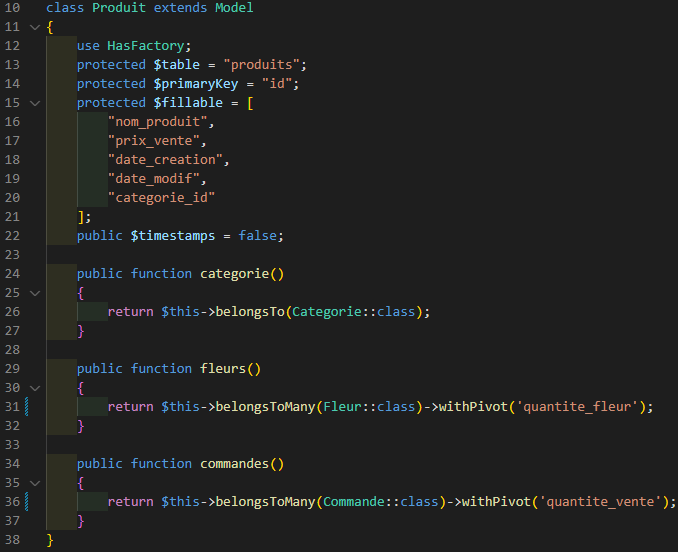 10 class Produit extends Model
11 {
12     use HasFactory;
13     protected $table = "produits";
14     protected $primaryKey = "id";
15     protected $fillable = [
16         "nom_produit",
17         "prix_vente",
18         "date_creation",
19         "date_modif",
20         "categorie_id"
21     ];
22     public $timestamps = false;
23
24     public function categorie()
25     {
26         return $this->belongsTo(Categorie::class);
27     }
28
29     public function fleurs()
30     {
31         return $this->belongsToMany(Fleur::class)->withPivot('quantite_fleur');
32     }
33
34     public function commandes()
35     {
36         return $this->belongsToMany(Commande::class)->withPivot('quantite_vente');
37     }
38 }